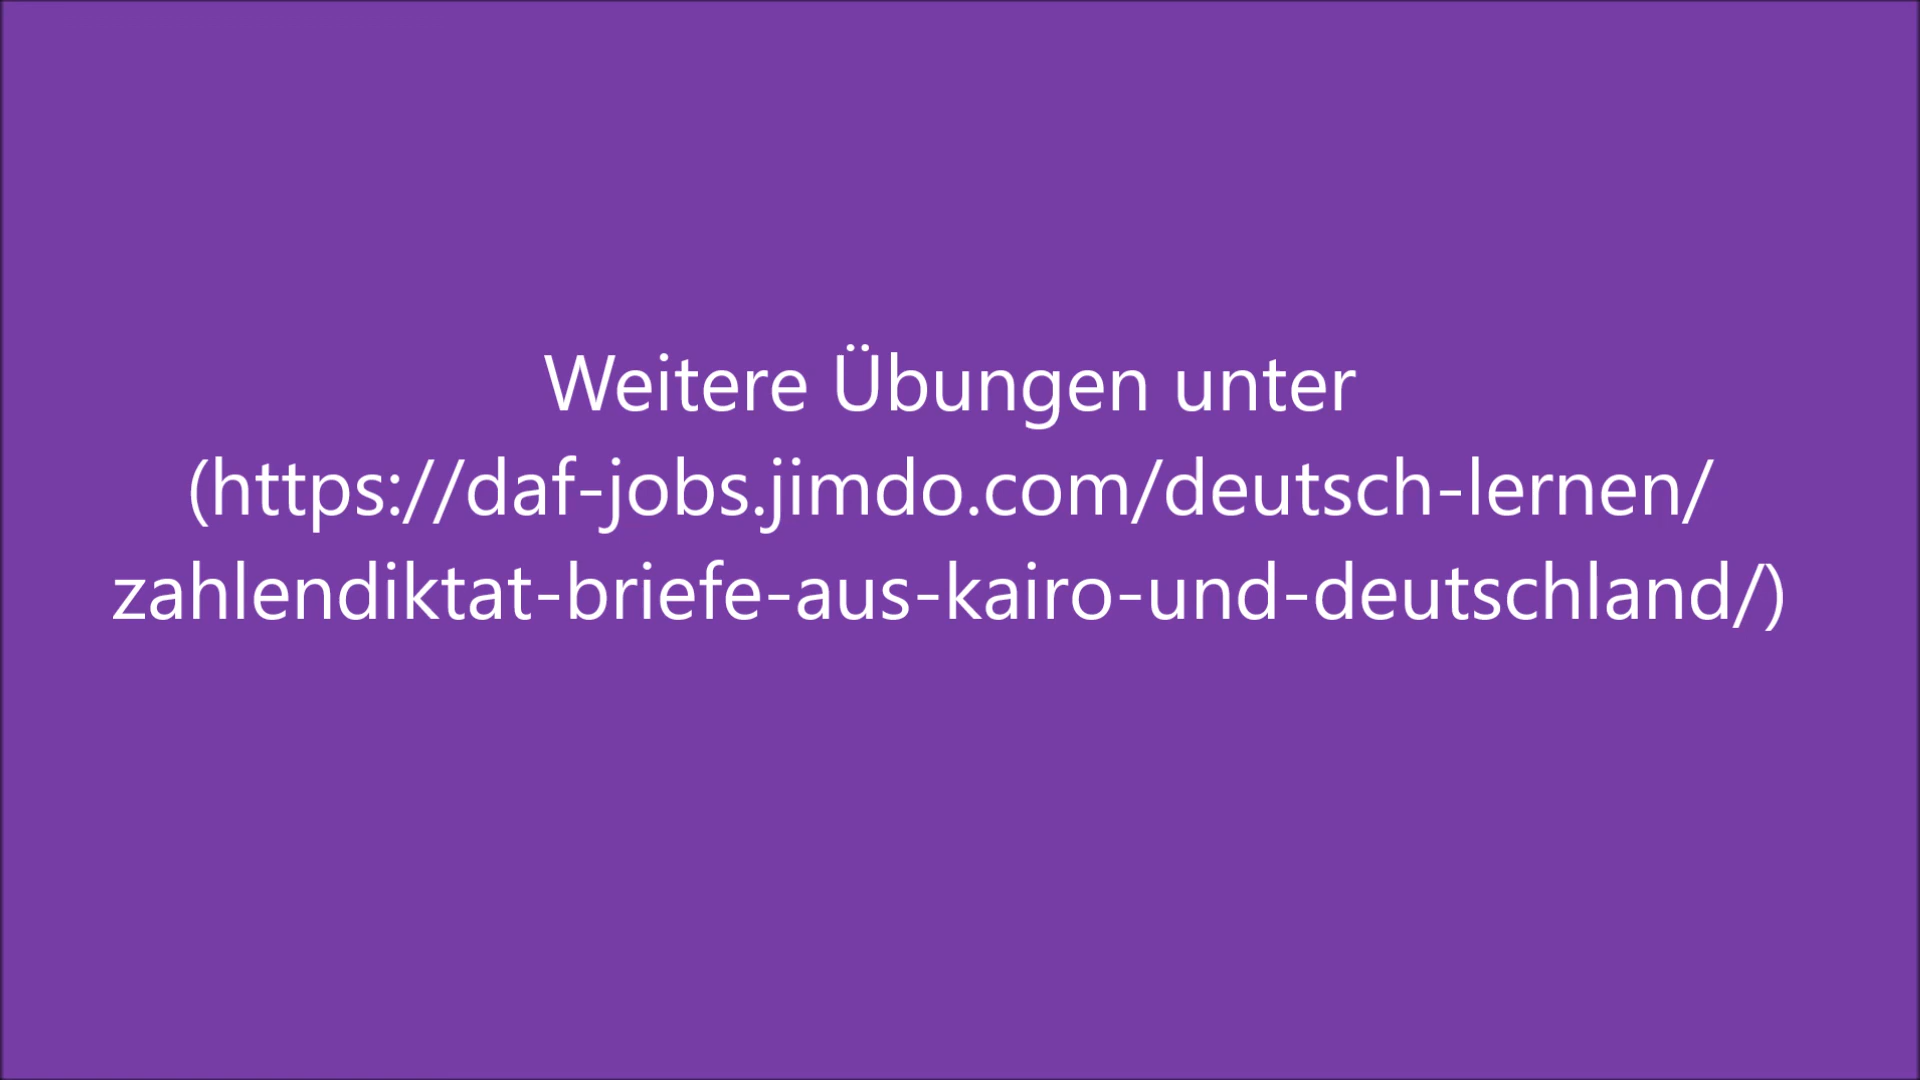 Weitere Übungen unter
(https://daf-jobs.jimdo.com/deutsch-lernen/
zahlendiktat-briefe-aus-kairo-und-deutschland/)